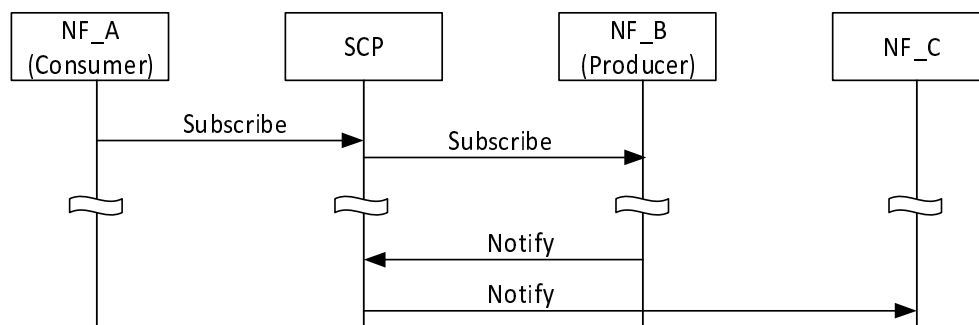 NF_A
(Consumer)
SCP
NF_B
(Producer)
NF_C
Subscribe
Subscribe
Notify
Notify